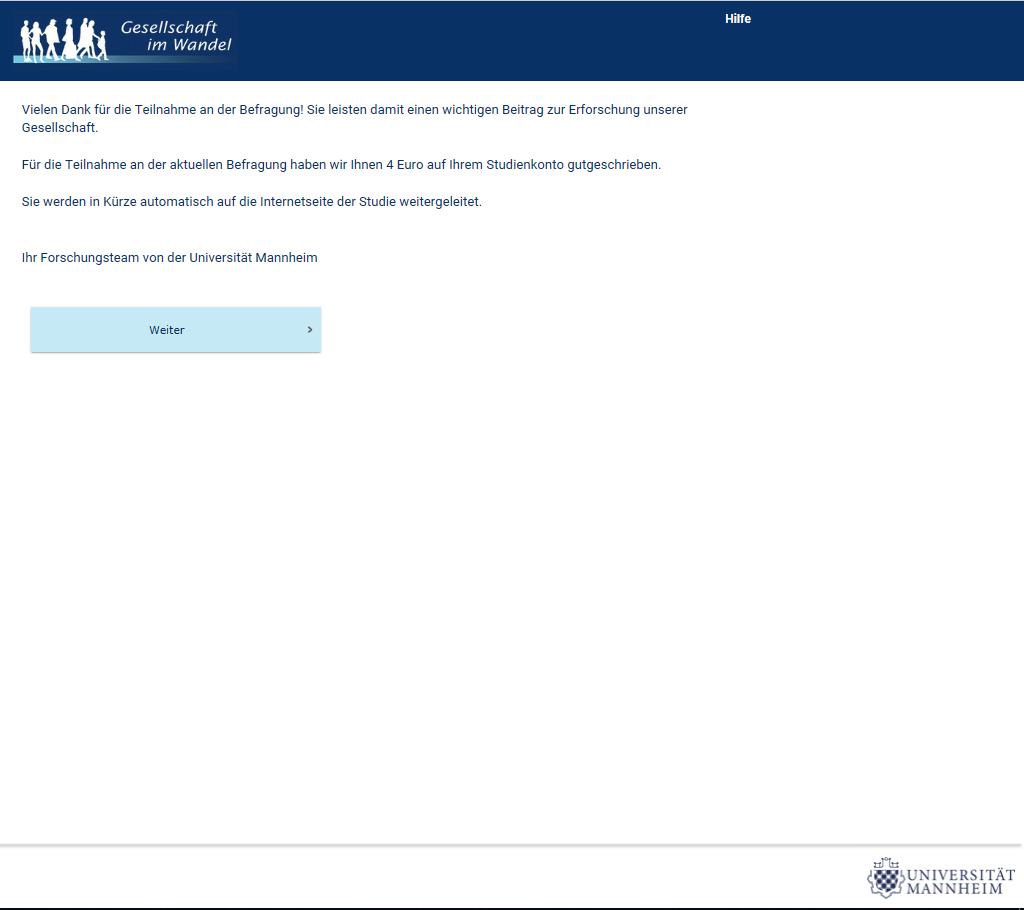 Gesellschaft
im Wandel
Hilfe
Vielen Dank für die Teilnahme an der Befragung! Sie leisten damit einen wichtigen Beitrag zur Erforschung unserer
Gesellschaft.
Für die Teilnahme an der aktuellen Befragung haben wir Ihnen 4 Euro auf Ihrem Studienkonto gutgeschrieben.
Sie werden in Kürze automatisch auf die Internetseite der Studie weitergeleitet.
Ihr Forschungsteam von der Universität Mannheim
Weiter
UNIVERSITÄT
MANNHEIM